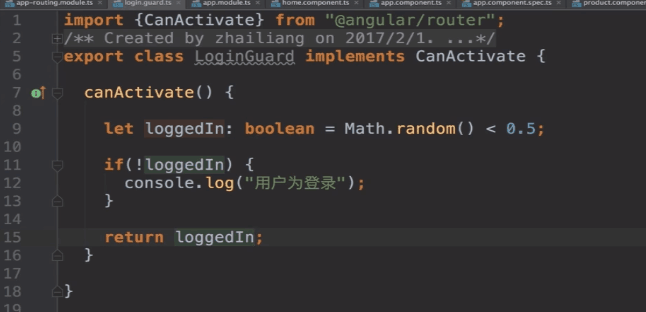 app-routing.module.ts login.guard.ts app.module.ts home.component.ts app.component.ts app.component.spec.ts product.componen
1 import {CanActivate} from "@angular/router";
2 /** Created by zhailiang on 2017/2/1. ...*/
5 export class LoginGuard implements CanActivate {
6
7 canActivate() {
8
9 let loggedIn: boolean = Math.random() < 0.5;
10
11 if(!loggedIn) {
12 console.log("用户为登录");
13 }
14
15 return loggedIn;
16 }
17
18 }
19